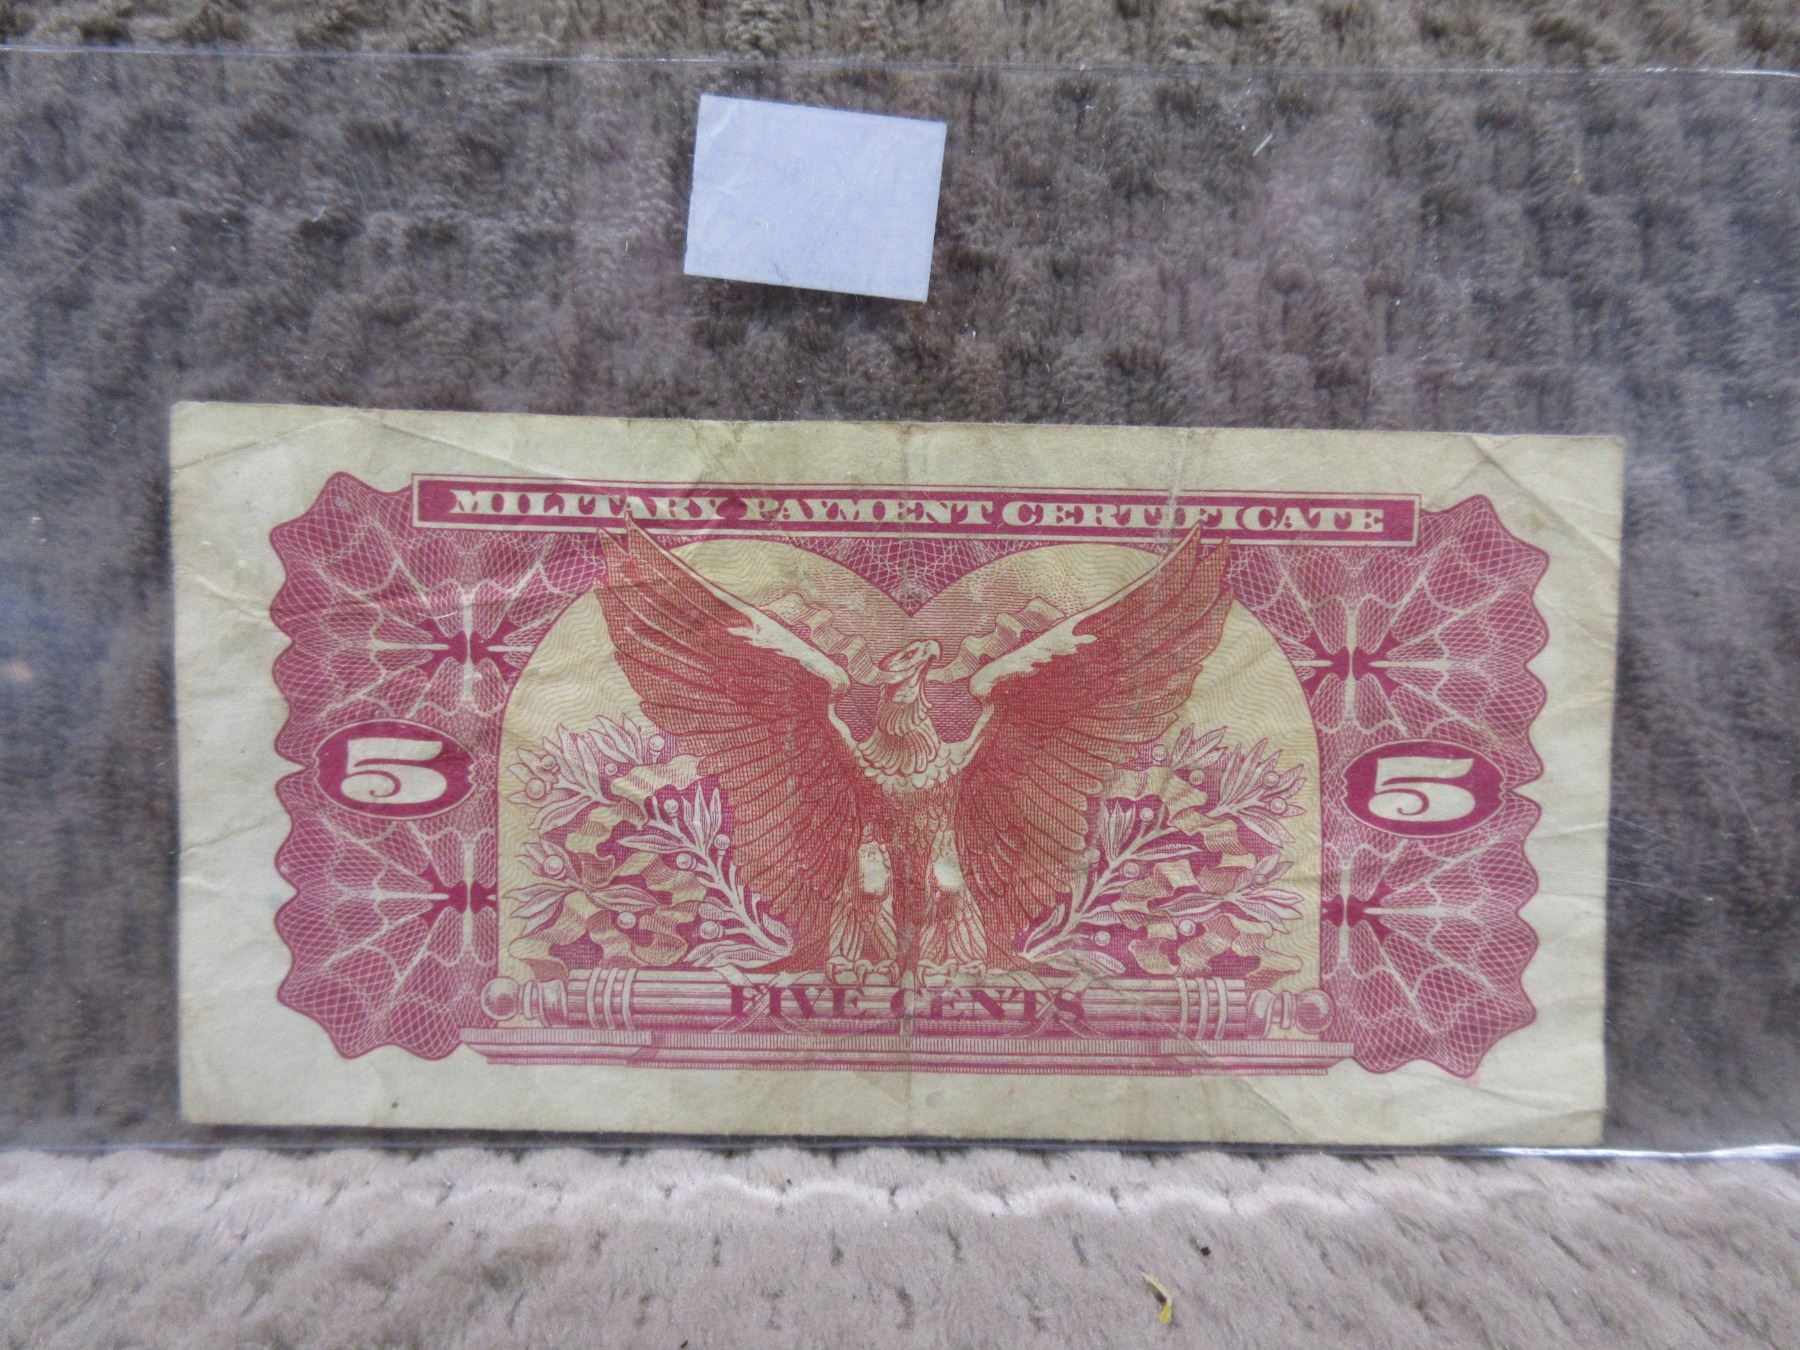 MILITARY PAYMENT CERTIFICATE
5 5
FIVE CENTS